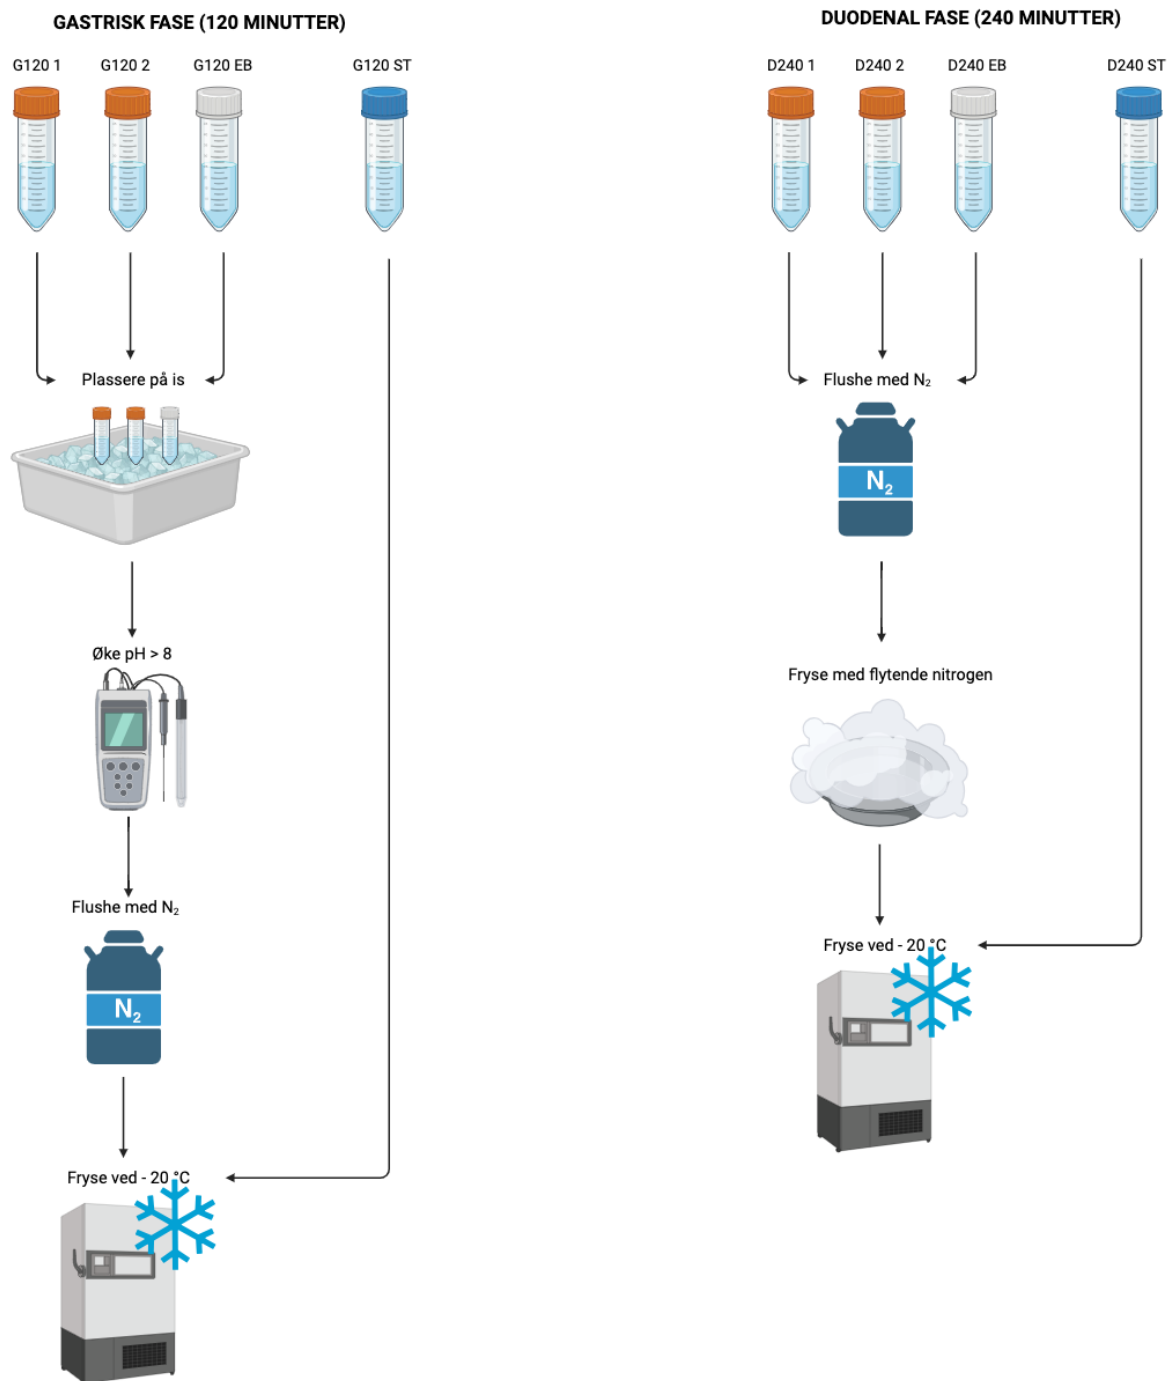 GASTRISK FASE (120 MINUTTER)
G120 1
G120 2
G120 EB
G120 ST
Plassere på is
Øke pH > 8
Flushe med N₂
N₂
Fryse ved - 20 °C
DUODENAL FASE (240 MINUTTER)
D240 1
D240 2
D240 EB
D240 ST
Flushe med N₂
N₂
Fryse med flytende nitrogen
Fryse ved - 20 °C